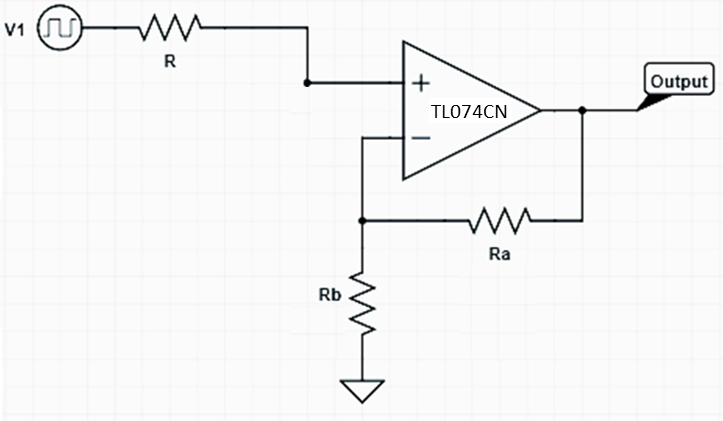 V1
R
+
TL074CN
Output
−
Ra
Rb